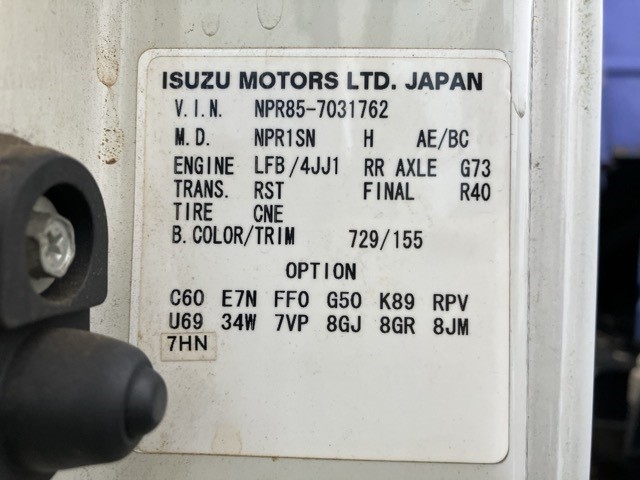 ISUZU MOTORS LTD. JAPAN
V.I.N. NPR85-7031762
M.D. NPR1SN H AE/BC
ENGINE LFB/4JJ1 RR AXLE G73
TRANS. RST FINAL R40
TIRE CNE
B.COLOR/TRIM 729/155
OPTION
C60 E7N FF0 G50 K89 RPV
U69 34W 7VP 8GJ 8GR 8JM
7HN